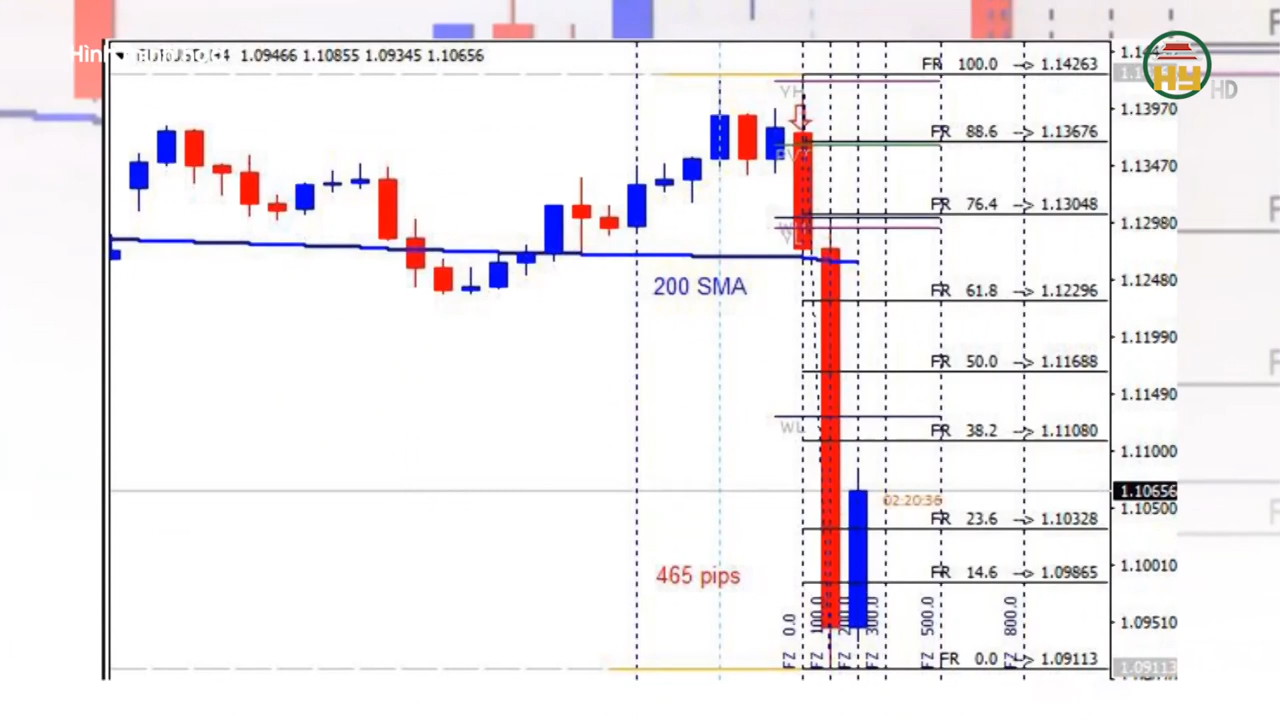 1.09466 1.10855 1.09345 1.10656
HY HD
FR 100.0 --> 1.14263
YH
1.13970
FR 88.6 --> 1.13676
1.13470
FR 76.4 --> 1.13048
1.12980
200 SMA
1.12480
FR 61.8 --> 1.12296
1.11990
FR 50.0 --> 1.11688
1.11490
WL
FR 38.2 --> 1.11080
1.11000
1.10656
02:20:36
1.10500
FR 23.6 --> 1.10328
465 pips
1.10010
FR 14.6 --> 1.09865
1.09510
FZ 0.0
FZ 100.0
FZ 200.0
FZ 300.0
FZ 500.0
FZ 800.0
FR 0.0 --> 1.09113
1.09113